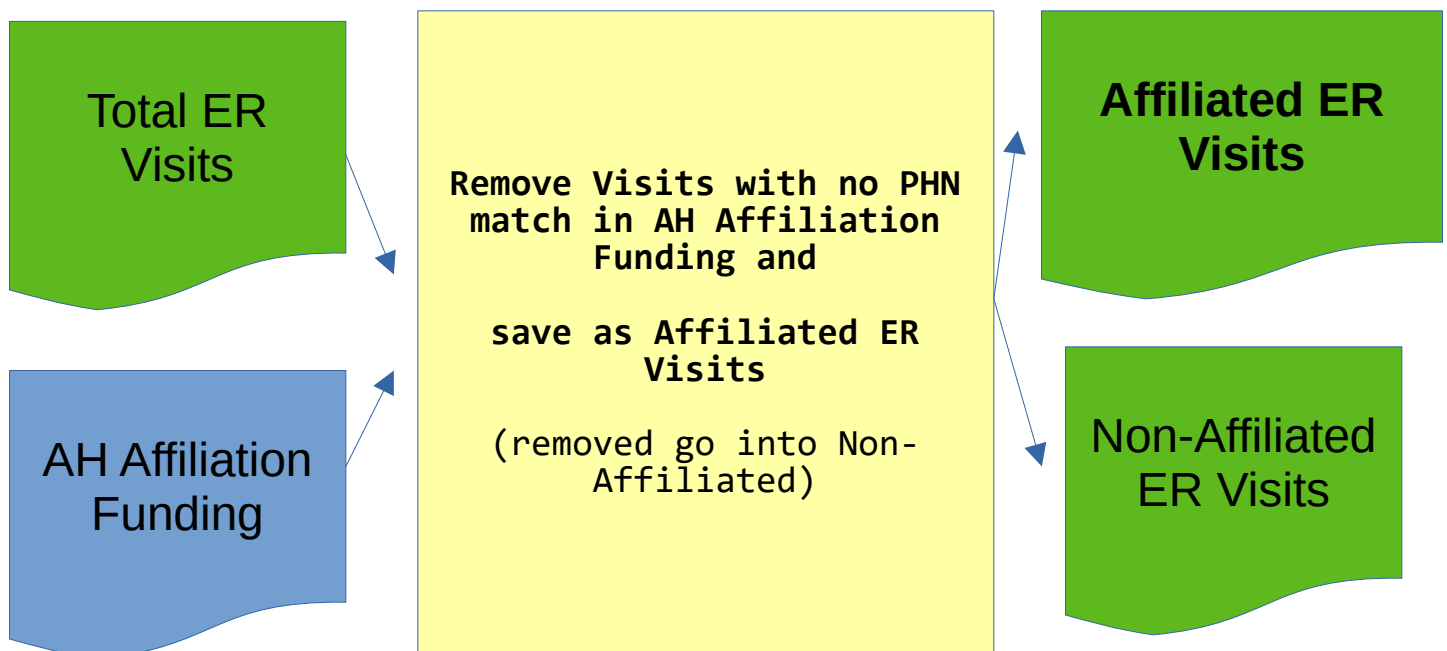 Total ER
Visits
AH Affiliation
Funding
Remove Visits with no PHN
match in AH Affiliation
Funding and
save as Affiliated ER
Visits
(removed go into Non-
Affiliated)
Affiliated ER
Visits
Non-Affiliated
ER Visits